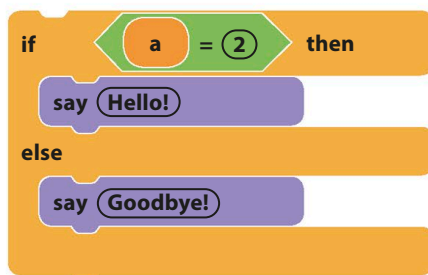 if a = 2 then
say Hello!
else
say Goodbye!